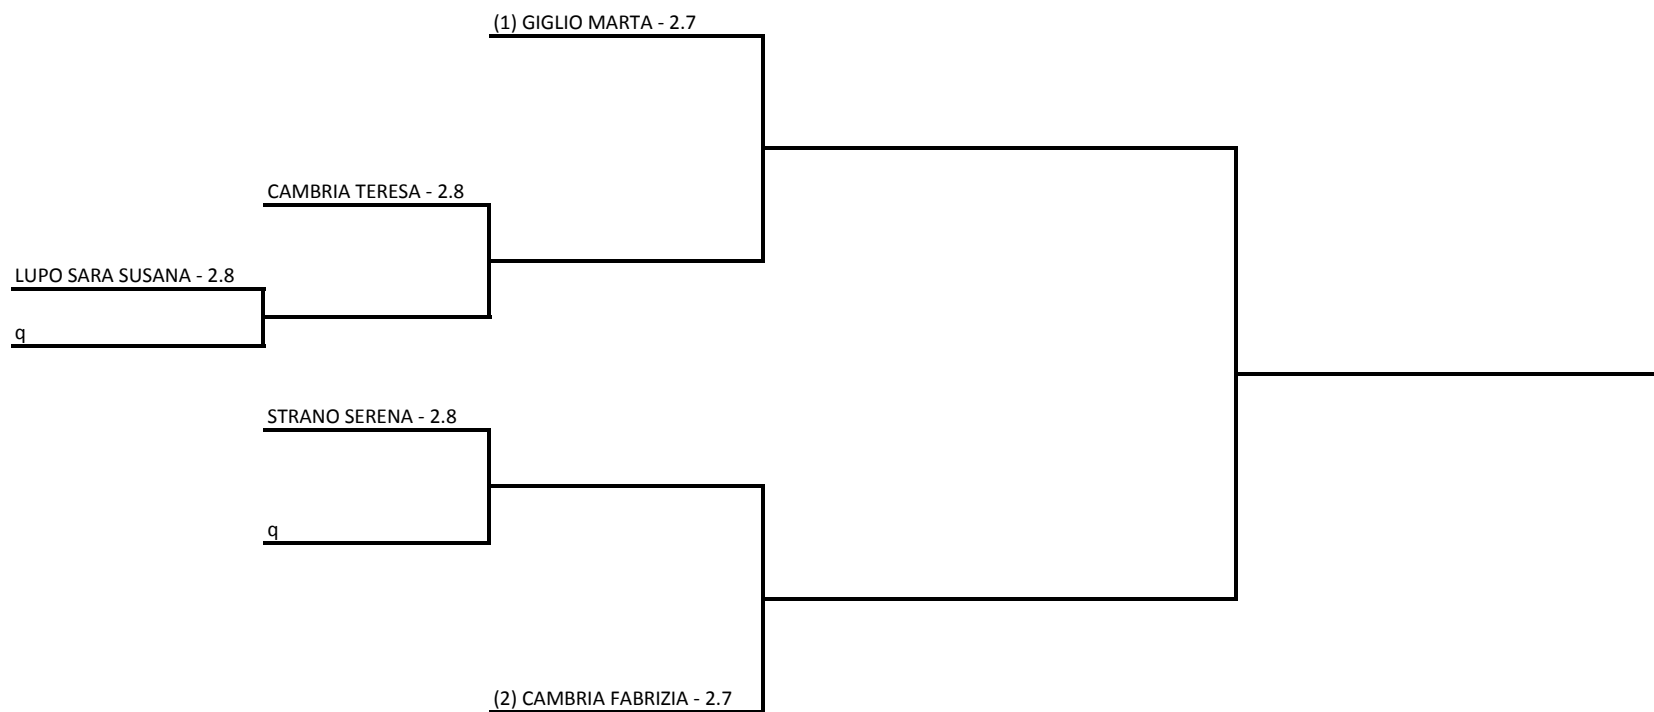 (1) GIGLIO MARTA - 2.7
CAMBRIA TERESA - 2.8
LUPO SARA SUSANA - 2.8
q
STRANO SERENA - 2.8
q
(2) CAMBRIA FABRIZIA - 2.7